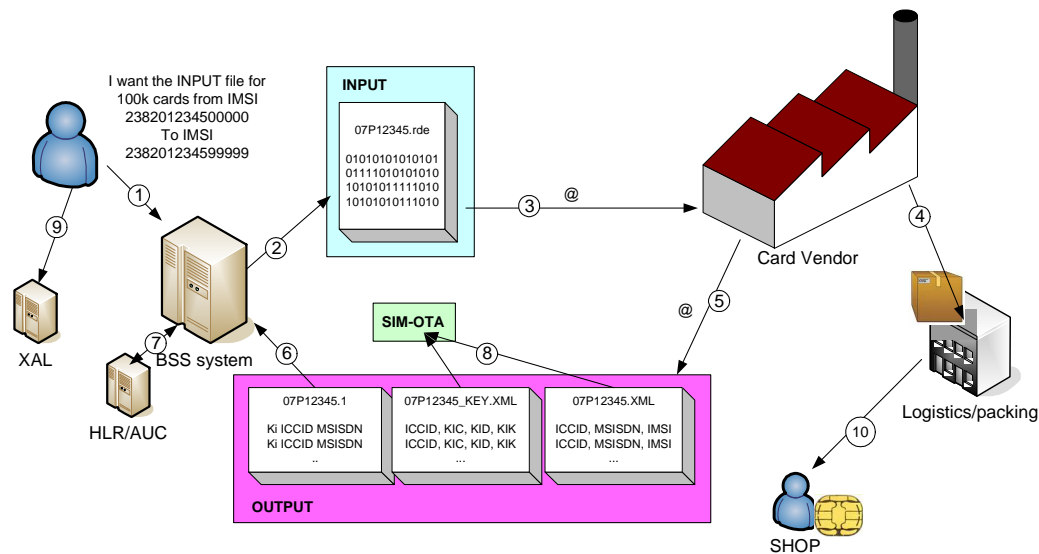 I want the INPUT file for
100k cards from IMSI
238201234500000
To IMSI
238201234599999
INPUT
07P12345.rde
01010101010101
01111010101010
10101011111010
10101010111010
1
2
3
@
4
Card Vendor
9
5
@
XAL
7
BSS system
6
SIM-OTA
8
HLR/AUC
07P12345.1
Ki ICCID MSISDN
Ki ICCID MSISDN
..
07P12345_KEY.XML
ICCID, KIC, KID, KIK
ICCID, KIC, KID, KIK
...
07P12345.XML
ICCID, MSISDN, IMSI
ICCID, MSISDN, IMSI
...
OUTPUT
Logistics/packing
10
SHOP